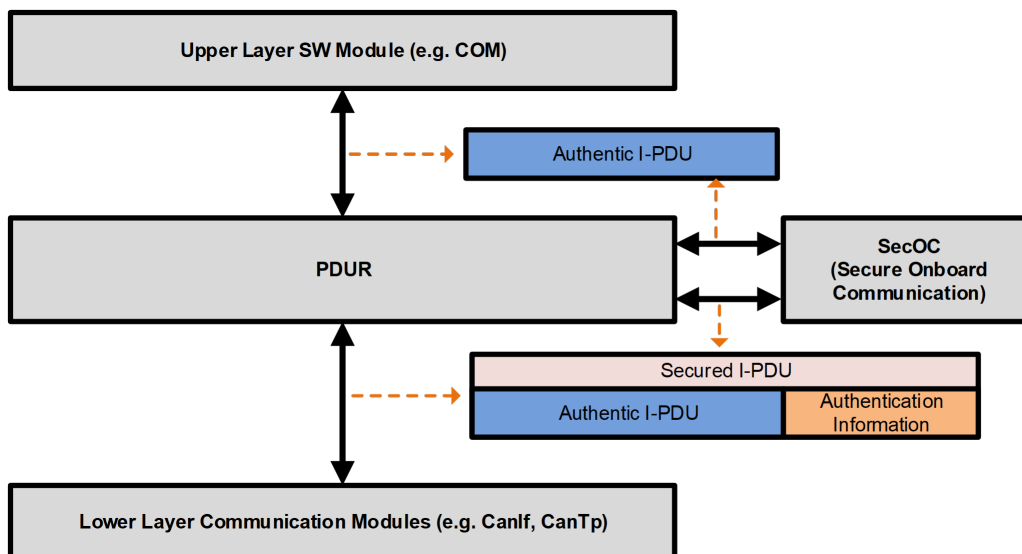 Upper Layer SW Module (e.g. COM)
Authentic I-PDU
PDUR
SecOC
(Secure Onboard
Communication)
Secured I-PDU
Authentic I-PDU
Authentication
Information
Lower Layer Communication Modules (e.g. CanIf, CanTp)